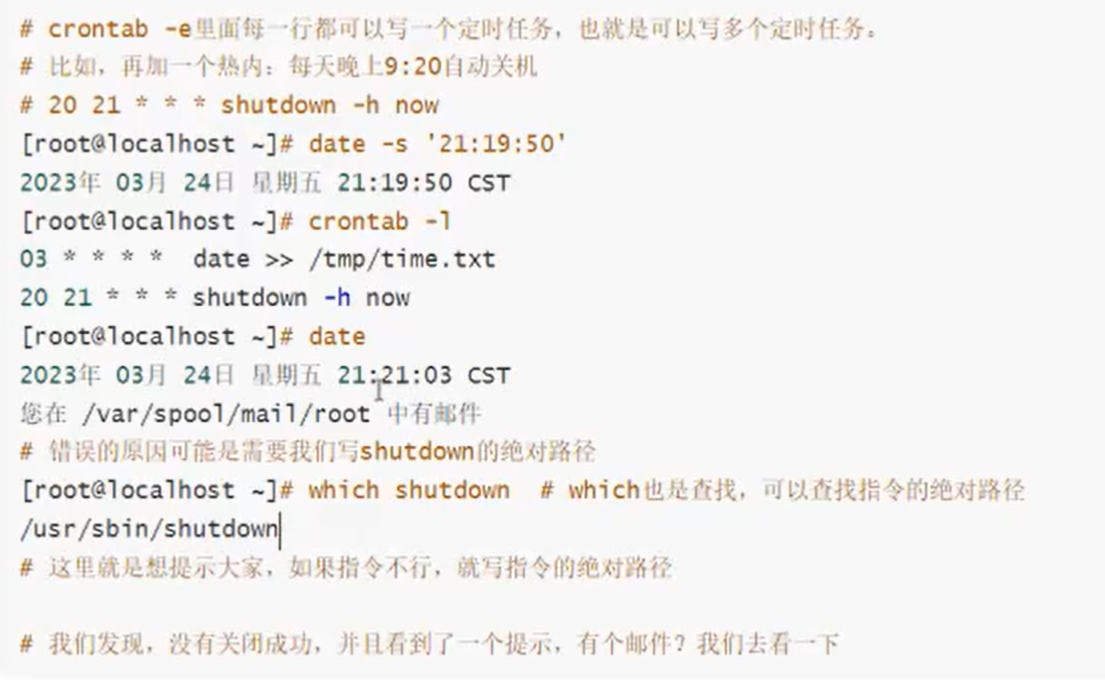 # crontab -e里面每一行都可以写一个定时任务，也就是可以写多个定时任务。
# 比如，再加一个热内：每天晚上9:20自动关机
# 20 21 * * * shutdown -h now
[root@localhost ~]# date -s '21:19:50'
2023年 03月 24日 星期五 21:19:50 CST
[root@localhost ~]# crontab -l
03 * * * *  date >> /tmp/time.txt
20 21 * * * shutdown -h now
[root@localhost ~]# date
2023年 03月 24日 星期五 21:21:03 CST
您在 /var/spool/mail/root 中有邮件
# 错误的原因可能是需要我们写shutdown的绝对路径
[root@localhost ~]# which shutdown  # which也是查找，可以查找指令的绝对路径
/usr/sbin/shutdown
# 这里就是想提示大家，如果指令不行，就写指令的绝对路径
# 我们发现，没有关闭成功，并且看到了一个提示，有个邮件？我们去看一下